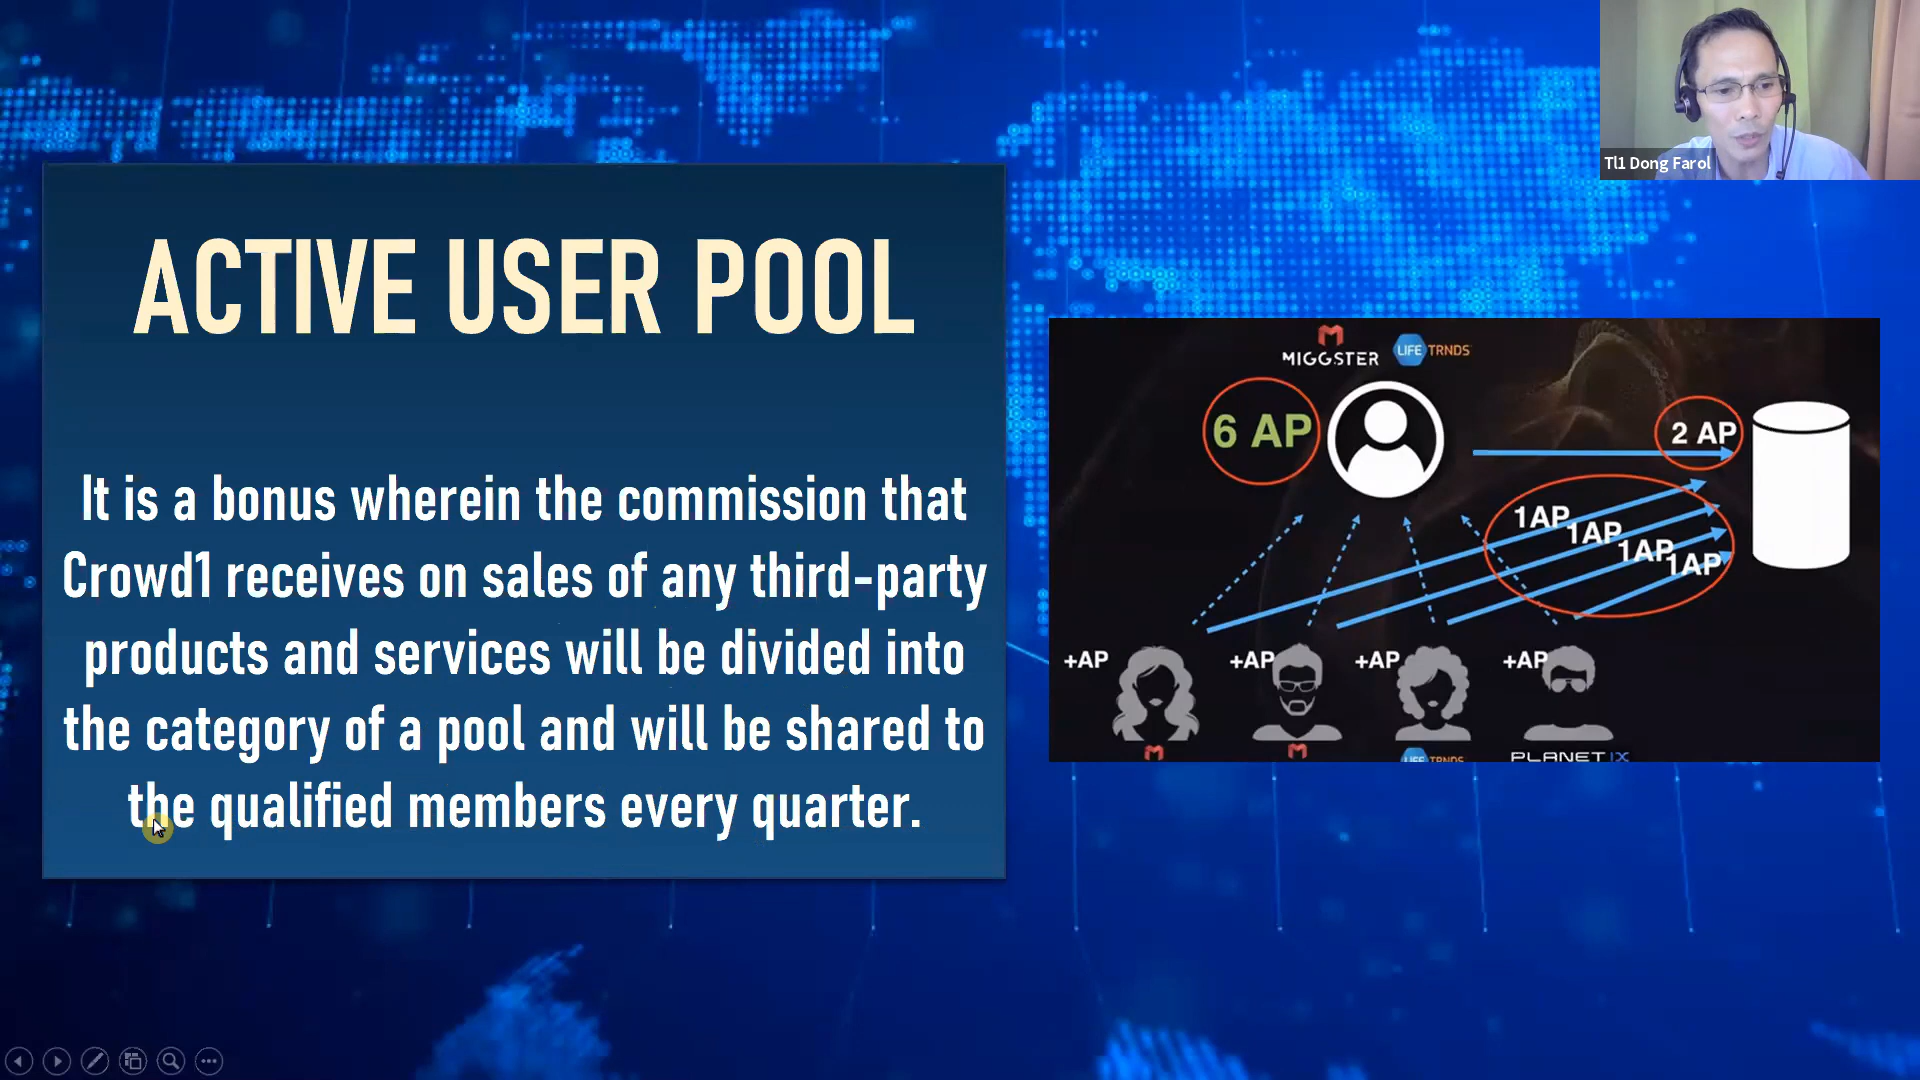 Tl1 Dong Farol
ACTIVE USER POOL
It is a bonus wherein the commission that
Crowd1 receives on sales of any third-party
products and services will be divided into
the category of a pool and will be shared to
the qualified members every quarter.
MIGGSTER
LIFE TRNDS
6 AP
2 AP
1AP
1AP
1AP
1AP
+AP
+AP
+AP
+AP
LIFE TRNDS
PLANET IX